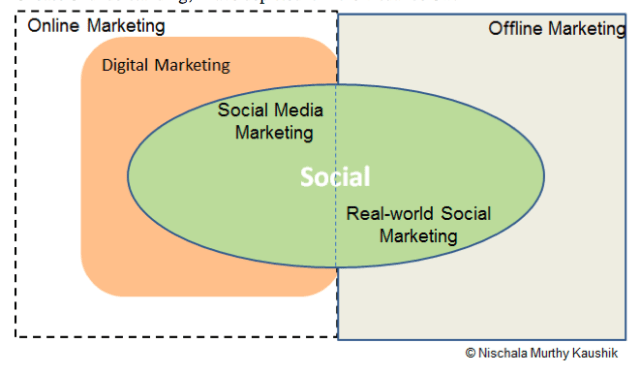 Online Marketing
Offline Marketing
Digital Marketing
Social Media
Marketing
Social
Real-world Social
Marketing
© Nischala Murthy Kaushik